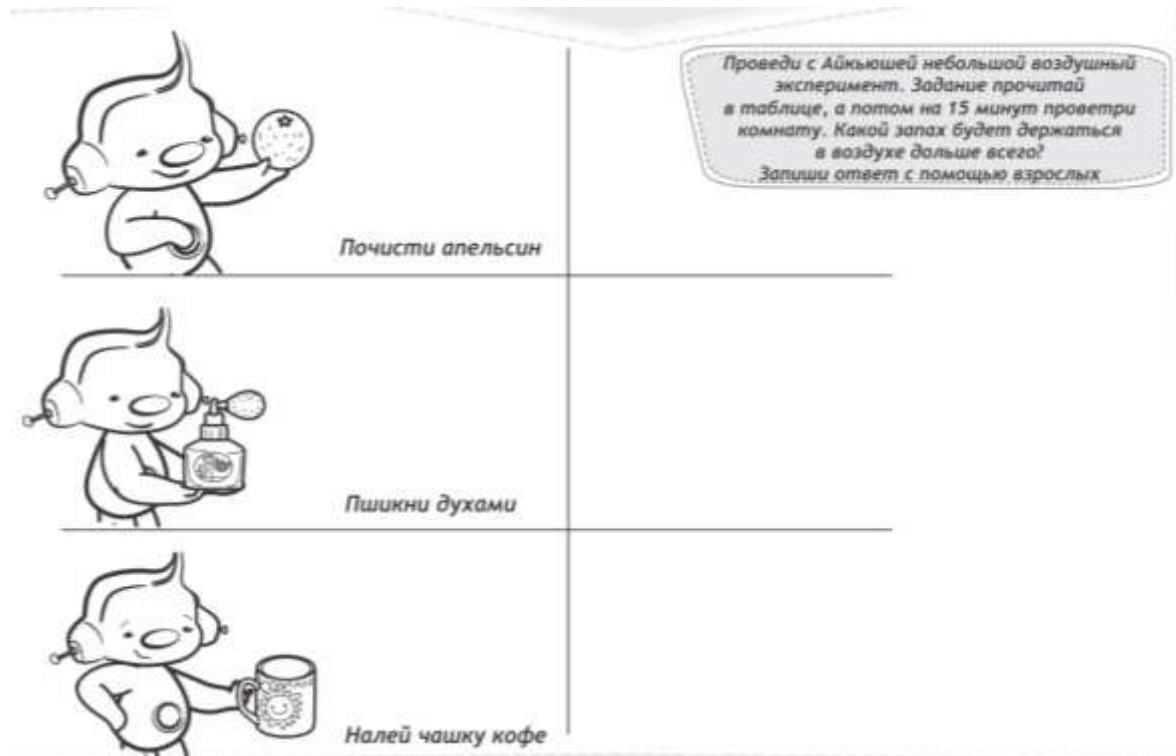 Проведи с Айкьюшей небольшой воздушный
эксперимент. Задание прочитай
в таблице, а потом на 15 минут проветри
комнату. Какой запах будет держаться
в воздухе дольше всего?
Запиши ответ с помощью взрослых
Почисти апельсин
Пшикни духами
Налей чашку кофе